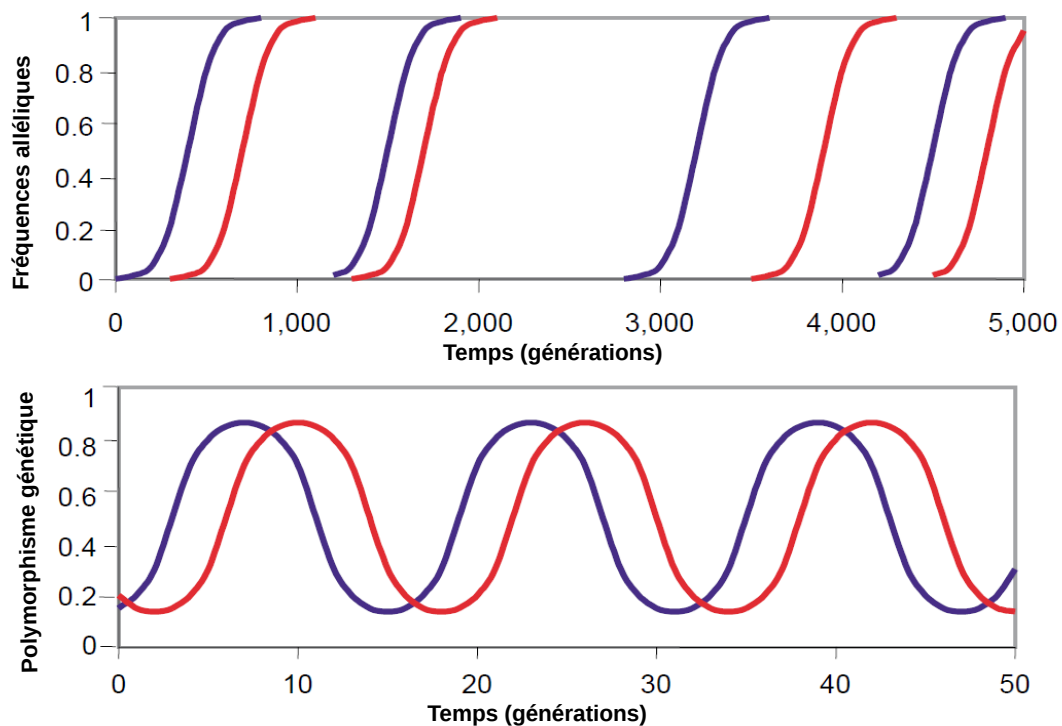 Fréquences alléliques
1
0.8
0.6
0.4
0.2
0
0 1,000 2,000 3,000 4,000 5,000
Temps (générations)
Polymorphisme génétique
1
0.8
0.6
0.4
0.2
0
0 10 20 30 40 50
Temps (générations)